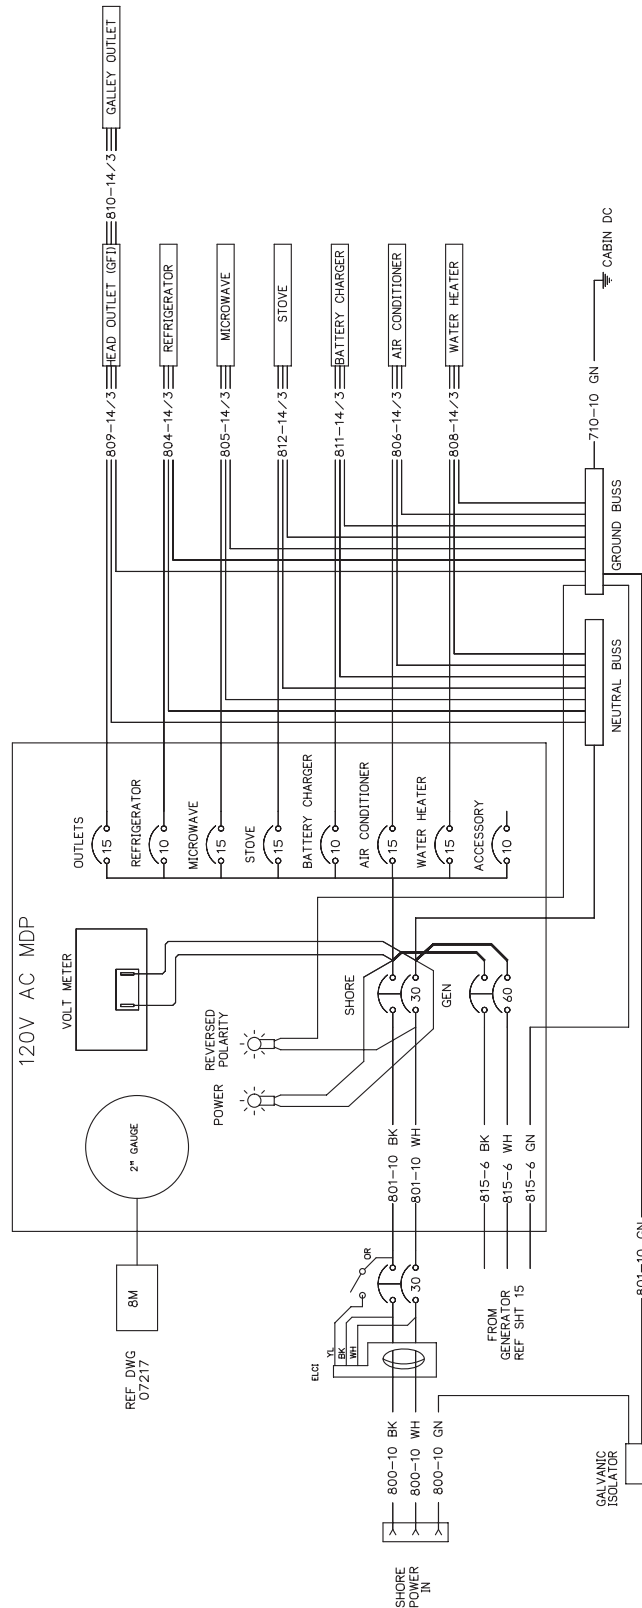 120V AC MDP
VOLT METER
2" GAUGE
8M
REF DWG
07217
POWER
REVERSED
POLARITY
OUTLETS
15
REFRIGERATOR
10
MICROWAVE
15
STOVE
15
BATTERY CHARGER
10
AIR CONDITIONER
15
WATER HEATER
15
ACCESSORY
10
SHORE
30
GEN
60
809-14/3
HEAD OUTLET (GFI)
810-14/3
GALLEY OUTLET
804-14/3
REFRIGERATOR
805-14/3
MICROWAVE
812-14/3
STOVE
811-14/3
BATTERY CHARGER
806-14/3
AIR CONDITIONER
808-14/3
WATER HEATER
NEUTRAL BUSS
GROUND BUSS
710-10 GN
CABIN DC
SHORE
POWER
IN
800-10 BK
800-10 WH
800-10 GN
ELCI
YL
BK
WH
OR
30
801-10 BK
801-10 WH
FROM
GENERATOR
REF SHT 15
815-6 BK
815-6 WH
815-6 GN
GALVANIC
ISOLATOR
801-10 GN